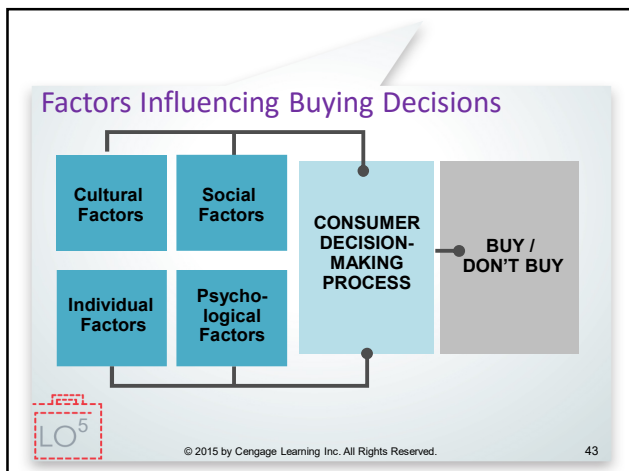 Factors Influencing Buying Decisions
Cultural
Factors
Social
Factors
CONSUMER
DECISION-
MAKING
PROCESS
BUY /
DON'T BUY
Individual
Factors
Psycho-
logical
Factors
LO5
© 2015 by Cengage Learning Inc. All Rights Reserved.
43